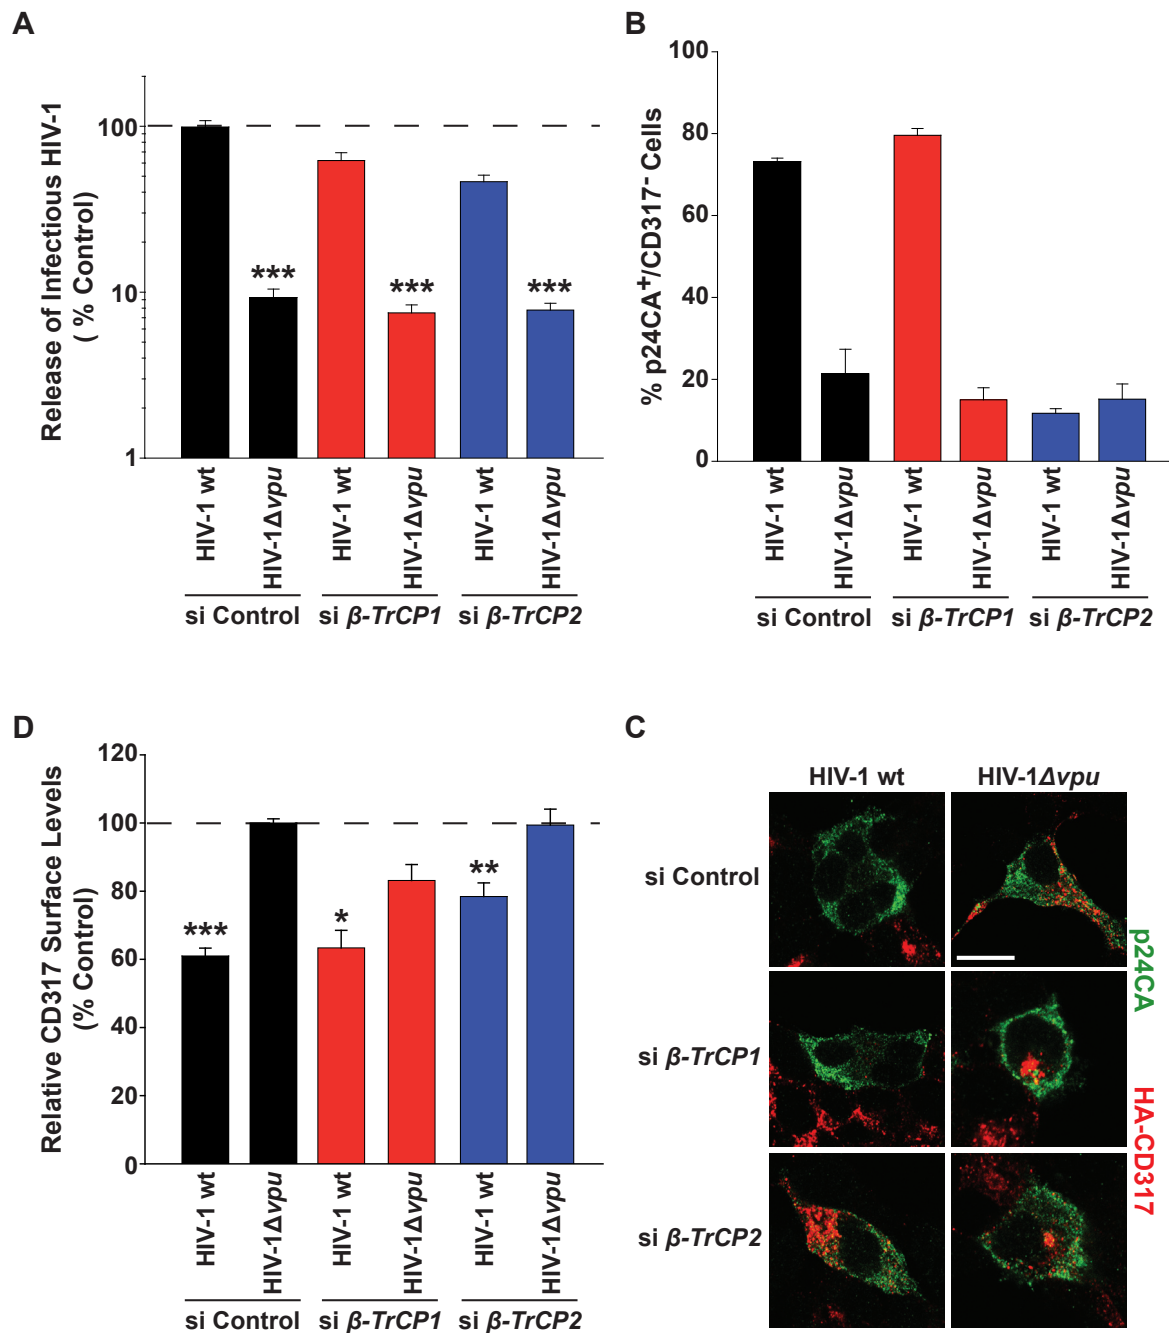 A
Release of Infectious HIV-1
( % Control)
100
10
1
***
***
***
HIV-1 wt
HIV-1Δvpu
HIV-1 wt
HIV-1Δvpu
HIV-1 wt
HIV-1Δvpu
si Control
si β-TrCP1
si β-TrCP2
B
% p24CA+/CD317- Cells
100
80
60
40
20
0
HIV-1 wt
HIV-1Δvpu
HIV-1 wt
HIV-1Δvpu
HIV-1 wt
HIV-1Δvpu
si Control
si β-TrCP1
si β-TrCP2
D
Relative CD317 Surface Levels
(% Control)
120
100
80
60
40
20
0
***
*
**
HIV-1 wt
HIV-1Δvpu
HIV-1 wt
HIV-1Δvpu
HIV-1 wt
HIV-1Δvpu
si Control
si β-TrCP1
si β-TrCP2
C
HIV-1 wt
HIV-1Δvpu
si Control
si β-TrCP1
si β-TrCP2
p24CA
HA-CD317